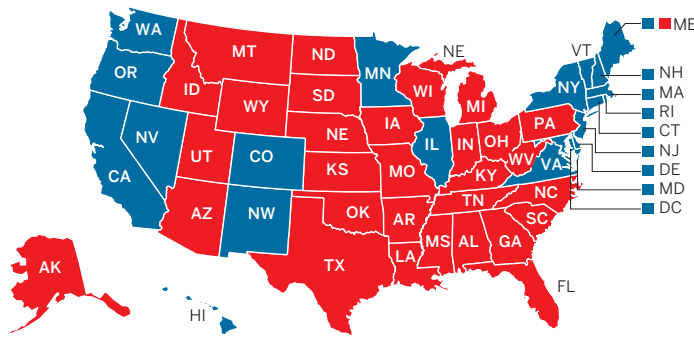 WA
MT
ND
MN
NE
VT
ME
OR
ID
SD
WI
NY
NH
MA
WY
MI
RI
NV
NE
IA
PA
CT
UT
CO
IL
IN
OH
NJ
CA
KS
MO
WV
VA
DE
KY
MD
AZ
NW
OK
AR
TN
NC
DC
SC
TX
LA
MS
AL
GA
AK
FL
HI